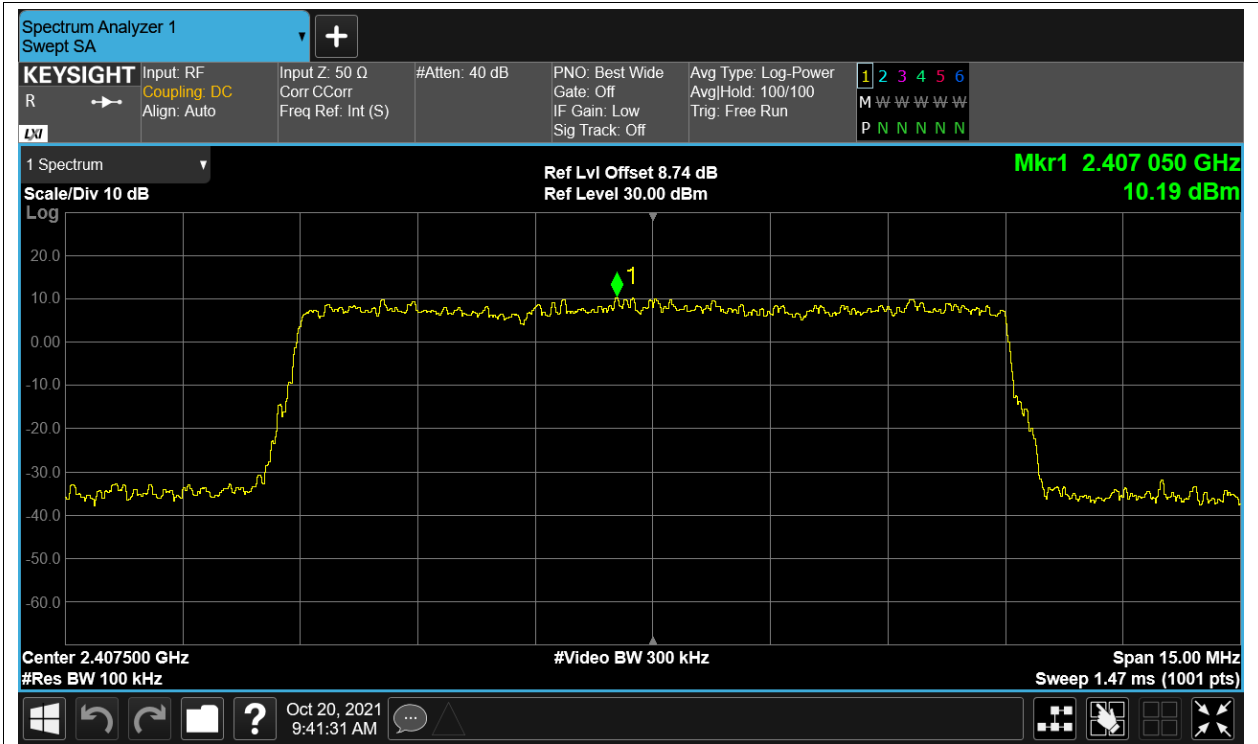 Spectrum Analyzer 1
Swept SA
KEYSIGHT
R
LXI
Input: RF
Coupling: DC
Align: Auto
Input Z: 50 Ω
Corr CCorr
Freq Ref: Int (S)
#Atten: 40 dB
PNO: Best Wide
Gate: Off
IF Gain: Low
Sig Track: Off
Avg Type: Log-Power
Avg|Hold: 100/100
Trig: Free Run
1 2 3 4 5 6
M W W W W W
P N N N N N
1 Spectrum
Scale/Div 10 dB
Log
Ref Lvl Offset 8.74 dB
Ref Level 30.00 dBm
Mkr1 2.407 050 GHz
10.19 dBm
1
20.0
10.0
0.00
-10.0
-20.0
-30.0
-40.0
-50.0
-60.0
Center 2.407500 GHz
#Res BW 100 kHz
#Video BW 300 kHz
Span 15.00 MHz
Sweep 1.47 ms (1001 pts)
?
Oct 20, 2021
9:41:31 AM